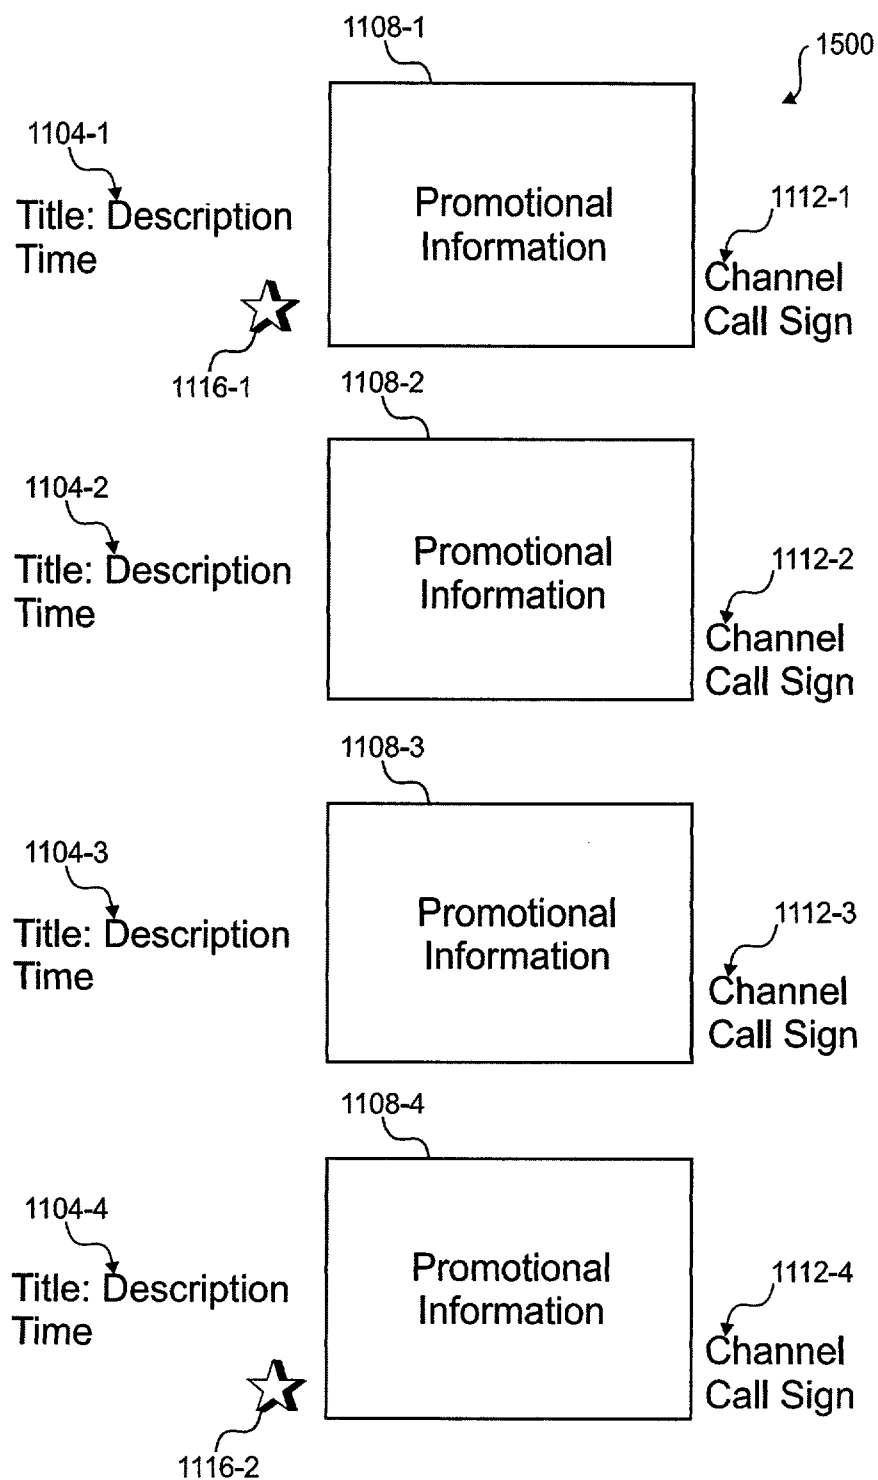 1108-1
1500
1104-1
Title: Description
Time
Promotional
Information
1112-1
Channel
Call Sign
1116-1
1108-2
1104-2
Title: Description
Time
Promotional
Information
1112-2
Channel
Call Sign
1108-3
1104-3
Title: Description
Time
Promotional
Information
1112-3
Channel
Call Sign
1108-4
1104-4
Title: Description
Time
Promotional
Information
1112-4
Channel
Call Sign
1116-2